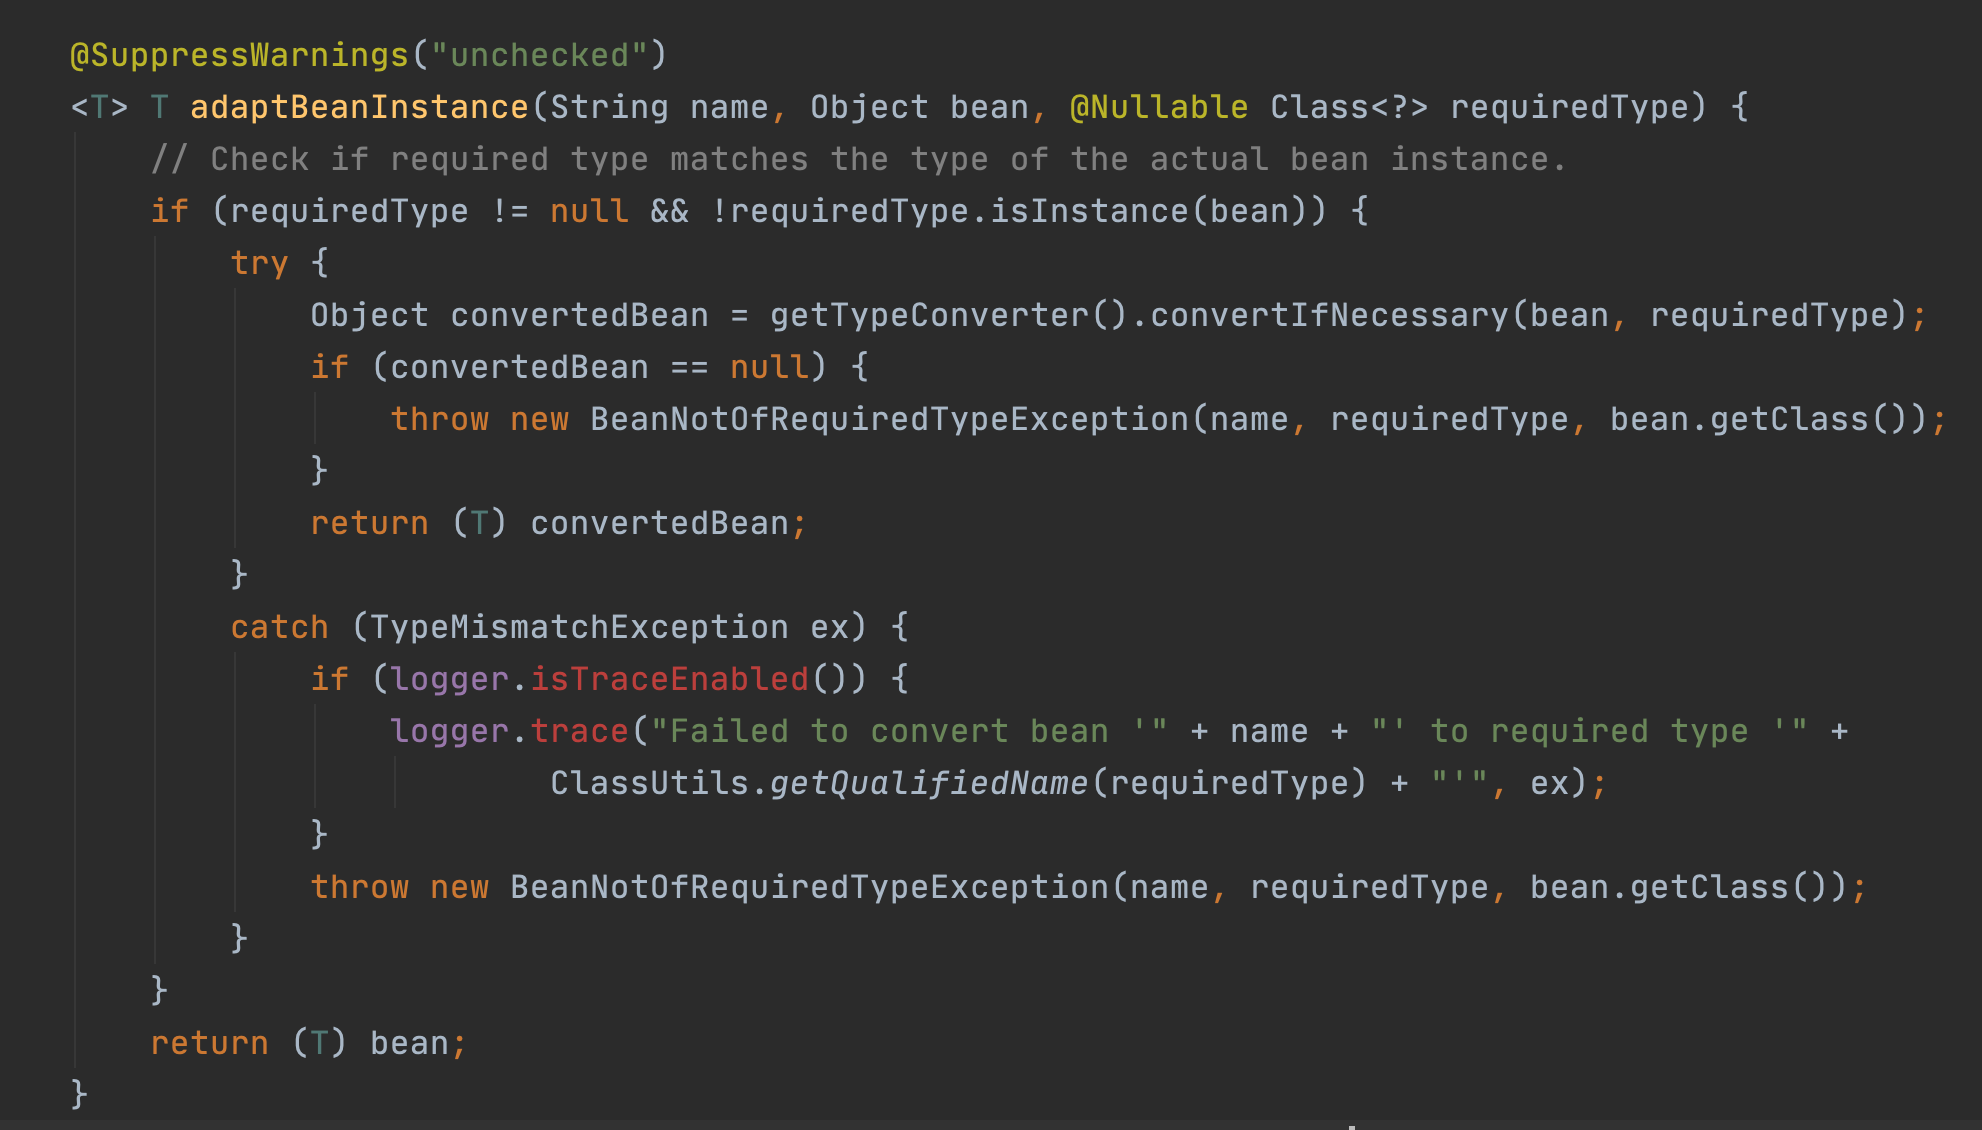 @SuppressWarnings("unchecked")
<T> T adaptBeanInstance(String name, Object bean, @Nullable Class<?> requiredType) {
// Check if required type matches the type of the actual bean instance.
if (requiredType != null && !requiredType.isInstance(bean)) {
try {
Object convertedBean = getTypeConverter().convertIfNecessary(bean, requiredType);
if (convertedBean == null) {
throw new BeanNotOfRequiredTypeException(name, requiredType, bean.getClass());
}
return (T) convertedBean;
}
catch (TypeMismatchException ex) {
if (logger.isTraceEnabled()) {
logger.trace("Failed to convert bean '" + name + "' to required type '" +
ClassUtils.getQualifiedName(requiredType) + "'", ex);
}
throw new BeanNotOfRequiredTypeException(name, requiredType, bean.getClass());
}
}
return (T) bean;
}